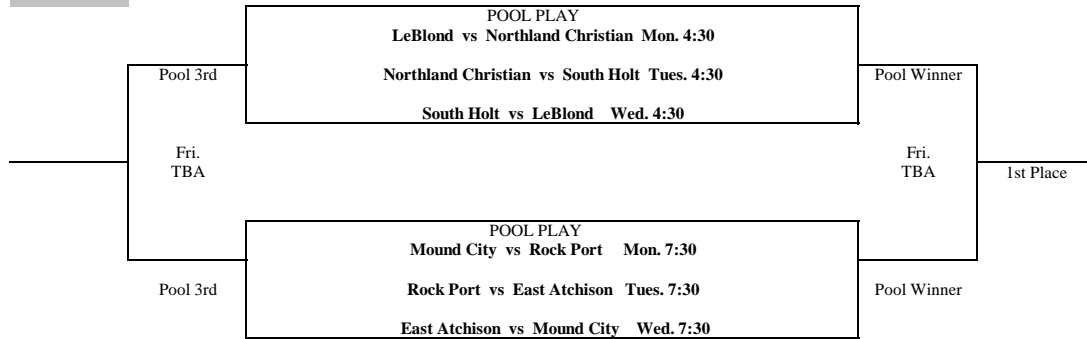 POOL PLAY
LeBlond vs Northland Christian Mon. 4:30
Pool 3rd
Northland Christian vs South Holt Tues. 4:30
Pool Winner
South Holt vs LeBlond Wed. 4:30
Fri.
TBA
Fri.
TBA
1st Place
POOL PLAY
Mound City vs Rock Port Mon. 7:30
Pool 3rd
Rock Port vs East Atchison Tues. 7:30
Pool Winner
East Atchison vs Mound City Wed. 7:30